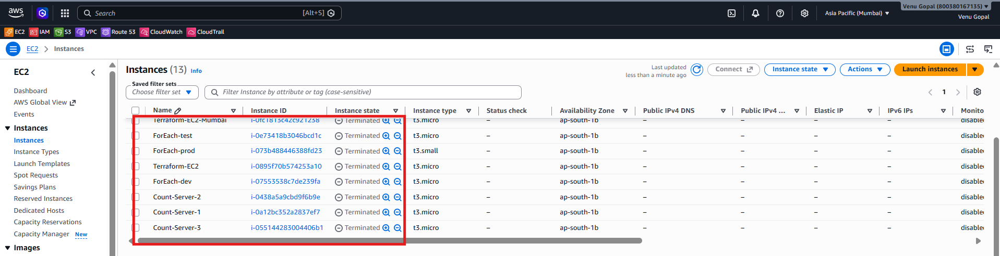 aws Search [Alt+S] Asia Pacific (Mumbai) Venu Gopal (800380167135)
Venu Gopal
EC2 IAM S3 VPC Route 53 CloudWatch CloudTrail
EC2 Instances
EC2
Dashboard
AWS Global View
Events
Instances
Instances
Instance Types
Launch Templates
Spot Requests
Savings Plans
Reserved Instances
Dedicated Hosts
Capacity Reservations
Capacity Manager New
Images
Instances (13) Info
Last updated
less than a minute ago
Connect Instance state Actions Launch instances
Saved filter sets
Choose filter set Filter Instance by attribute or tag (case-sensitive) 1
Name Instance ID Instance state Instance type Status check Availability Zone Public IPv4 DNS Public IPv4 ... Elastic IP IPv6 IPs Monito
Terraform-EC2-Mumbai i-0fc1813c42c921238 Terminated t3.micro – ap-south-1b – – – – disable
ForEach-test i-0e73418b3046bcd1c Terminated t3.micro – ap-south-1b – – – – disable
ForEach-prod i-073b488446388fd23 Terminated t3.small – ap-south-1b – – – – disable
Terraform-EC2 i-0895f70b574253a10 Terminated t3.micro – ap-south-1b – – – – disable
ForEach-dev i-07553538c7de239fa Terminated t3.micro – ap-south-1b – – – – disable
Count-Server-2 i-0438a5a9cbd9f6b9e Terminated t3.micro – ap-south-1b – – – – disable
Count-Server-1 i-0a12bc352a2837ef7 Terminated t3.micro – ap-south-1b – – – – disable
Count-Server-3 i-055144283004406b1 Terminated t3.micro – ap-south-1b – – – – disable